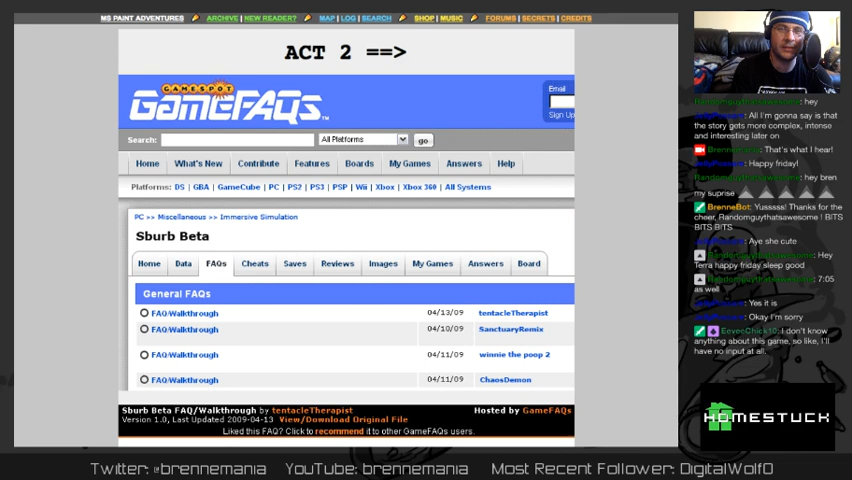 MS PAINT ADVENTURES ARCHIVE | NEW READER? MAP | LOG | SEARCH SHOP | MUSIC FORUMS | SECRETS | CREDITS
ACT 2 ==>
GAMESPOT
GameFAQs
Email
Sign Up
Search: All Platforms go
Home What's New Contribute Features Boards My Games Answers Help
Platforms: DS | GBA | GameCube | PC | PS2 | PS3 | PSP | Wii | Xbox | Xbox 360 | All Systems
PC >> Miscellaneous >> Immersive Simulation
Sburb Beta
Home Data FAQs Cheats Saves Reviews Images My Games Answers Board
General FAQs
FAQ/Walkthrough 04/13/09 tentacleTherapist
FAQ/Walkthrough 04/10/09 SanctuaryRemix
FAQ/Walkthrough 04/11/09 winnie the poop 2
FAQ/Walkthrough 04/11/09 ChaosDemon
Sburb Beta FAQ/Walkthrough by tentacleTherapist Hosted by GameFAQs
Version 1.0, Last Updated 2009-04-13 View/Download Original File
Liked this FAQ? Click to recommend it to other GameFAQs users.
Randomguythatsawesome: hey
All I'm gonna say is that
the story gets more complex, intense
and interesting later on
Brennemania: That's what I hear!
Happy friday!
Randomguythatsawesome: hey bren
my suprise
BrenneBot: Yusssss! Thanks for the
cheer, Randomguythatsawesome ! BITS
BITS BITS
Aye she cute
Randomguythatsawesome: Hey
Terra happy friday sleep good
Randomguythatsawesome: 7:05
as well
Yes it is
Okay I'm sorry
EeveeChick10: I don't know
anything about this game, so like, I'll
have no input at all.
HOMESTUCK
Twitter: @brennemania YouTube: brennemania Most Recent Follower: DigitalWolf0